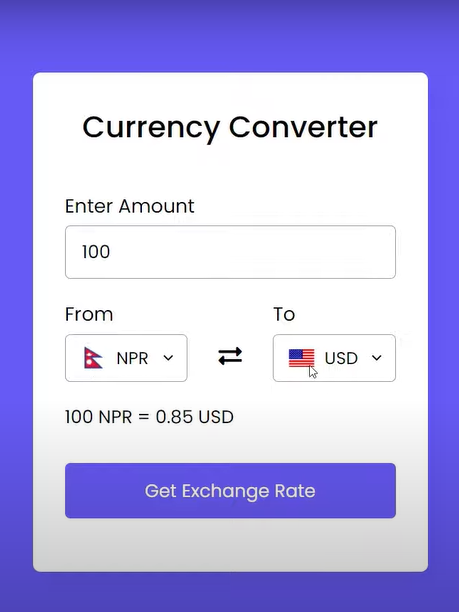 Currency Converter
Enter Amount
100
From To
NPR USD
100 NPR = 0.85 USD
Get Exchange Rate